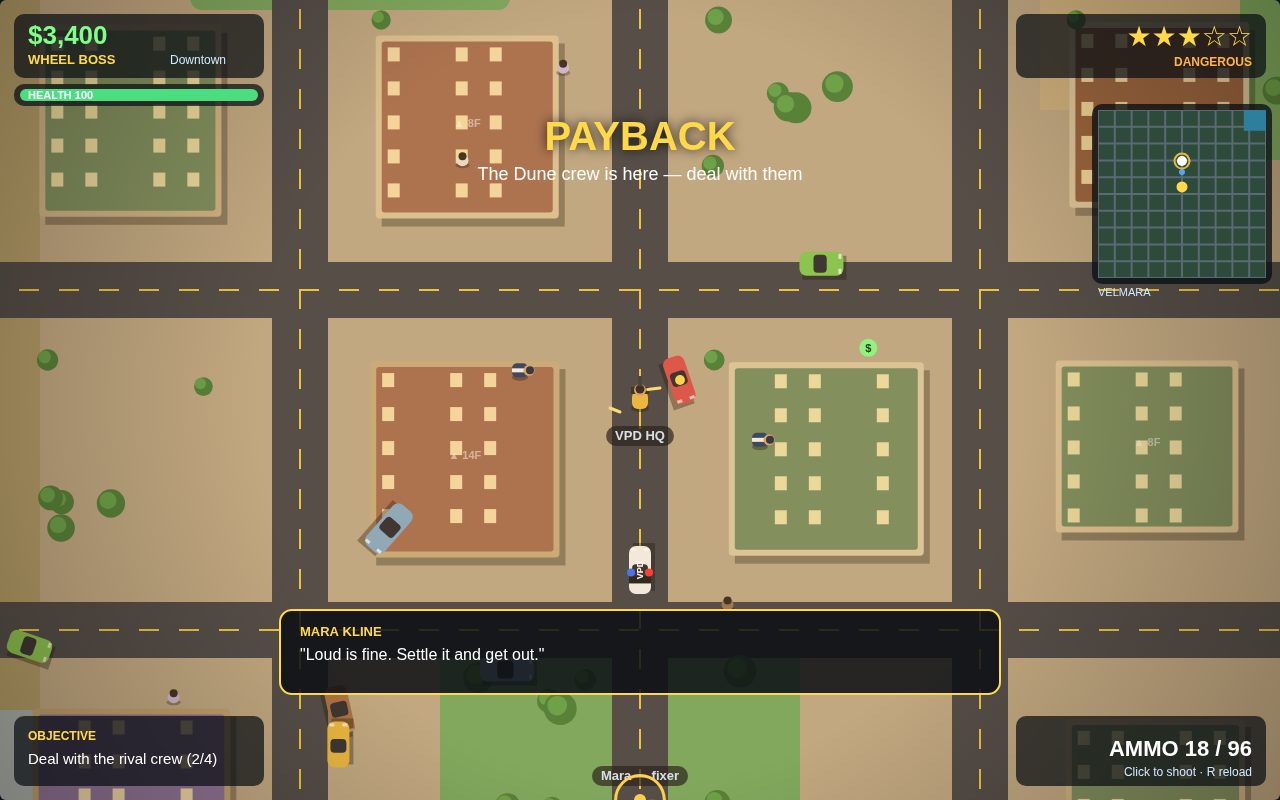 $3,400
WHEEL BOSS Downtown
HEALTH 100
★★★☆☆
DANGEROUS
▲ 8F
PAYBACK
The Dune crew is here — deal with them
VELMARA
$
VPD HQ
▲ 14F
▲ 8F
VPD
MARA KLINE
"Loud is fine. Settle it and get out."
OBJECTIVE
Deal with the rival crew (2/4)
Mara — fixer
AMMO 18 / 96
Click to shoot · R reload